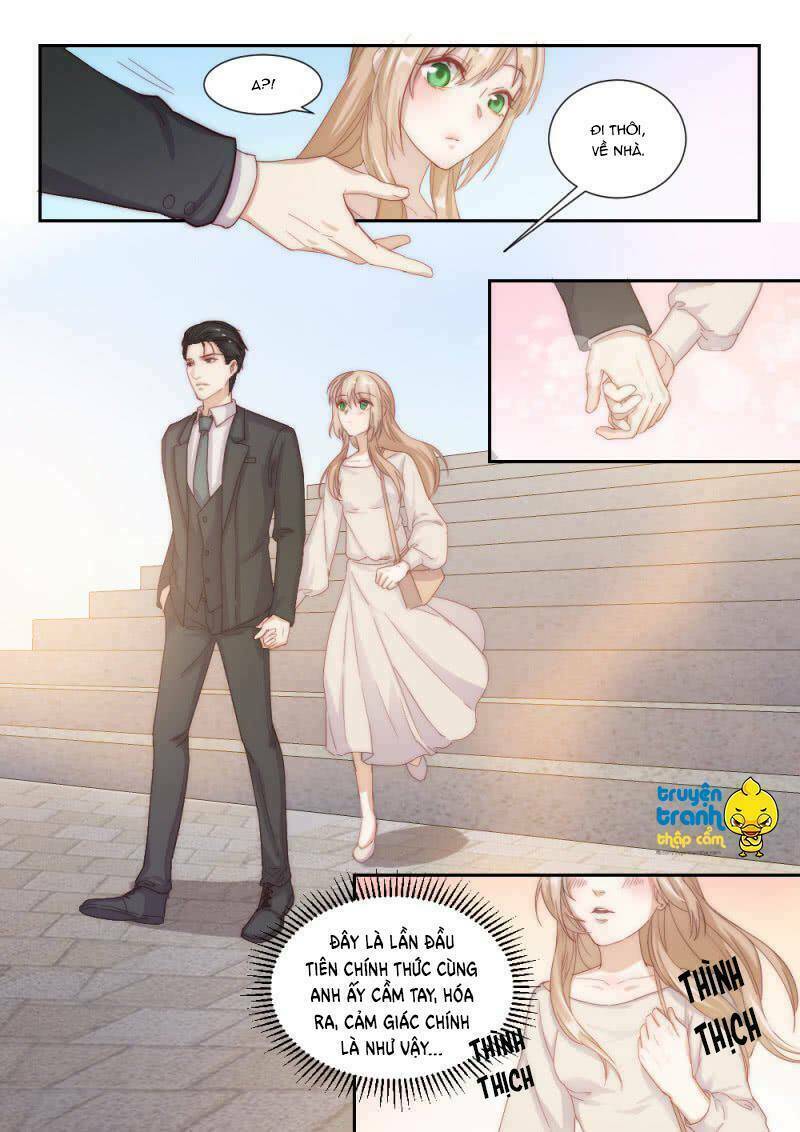 A?!
ĐI THÔI,
VỀ NHÀ.
truyện
tranh
thập cẩm
ĐÂY LÀ LẦN ĐẦU
TIÊN CHÍNH THỨC CÙNG
ANH ẤY CẦM TAY, HÓA
RA, CẢM GIÁC CHÍNH
LÀ NHƯ VẬY...
THÌNH
THỊCH
THÌNH
THỊCH